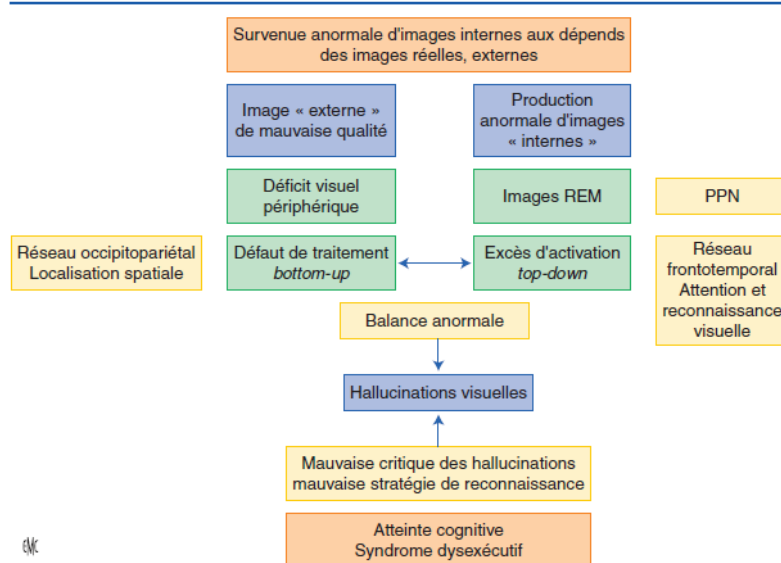 Survenue anormale d'images internes aux dépends
des images réelles, externes
Image « externe »
de mauvaise qualité
Production
anormale d'images
« internes »
Déficit visuel
périphérique
Images REM
PPN
Réseau occipitopariétal
Localisation spatiale
Défaut de traitement
bottom-up
Excès d'activation
top-down
Réseau
frontotemporal
Attention et
reconnaissance
visuelle
Balance anormale
Hallucinations visuelles
Mauvaise critique des hallucinations
mauvaise stratégie de reconnaissance
Atteinte cognitive
Syndrome dysexécutif
EMC